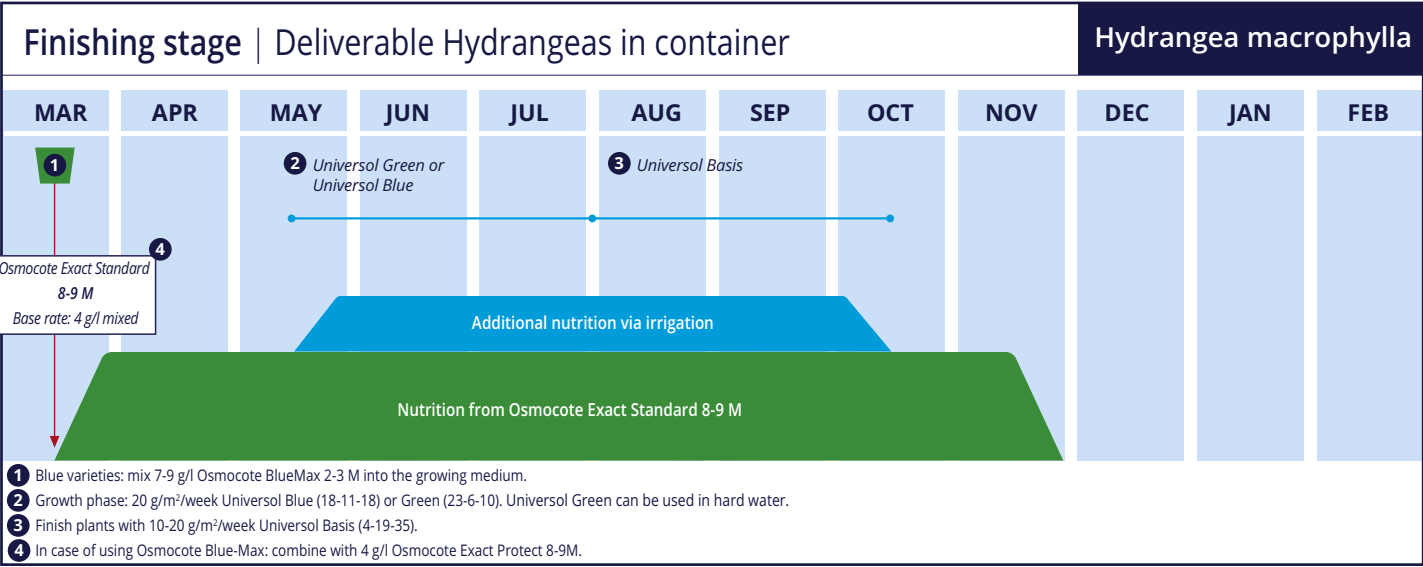 Finishing stage | Deliverable Hydrangeas in container
Hydrangea macrophylla
MAR APR MAY JUN JUL AUG SEP OCT NOV DEC JAN FEB
1
2 Universol Green or
Universol Blue
3 Universol Basis
4
Osmocote Exact Standard
8-9 M
Base rate: 4 g/l mixed
Additional nutrition via irrigation
Nutrition from Osmocote Exact Standard 8-9 M
1 Blue varieties: mix 7-9 g/l Osmocote BlueMax 2-3 M into the growing medium.
2 Growth phase: 20 g/m²/week Universol Blue (18-11-18) or Green (23-6-10). Universol Green can be used in hard water.
3 Finish plants with 10-20 g/m²/week Universol Basis (4-19-35).
4 In case of using Osmocote Blue-Max: combine with 4 g/l Osmocote Exact Protect 8-9M.